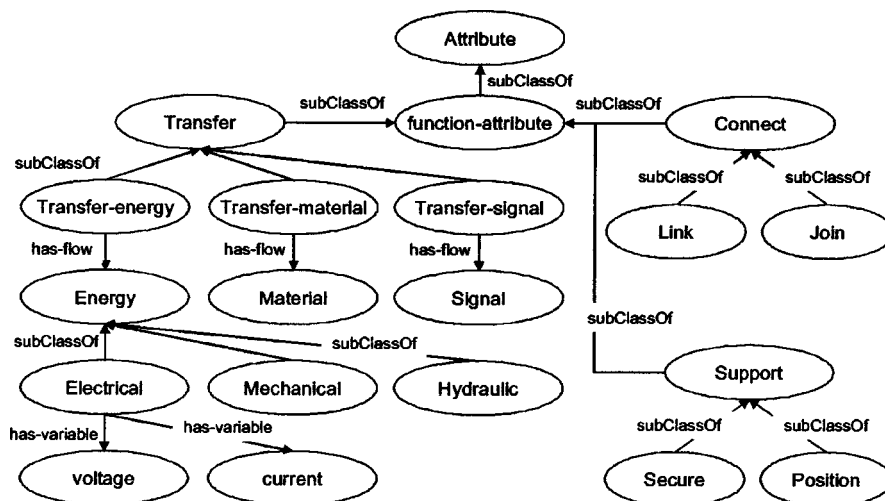 Attribute
subClassOf
subClassOf
subClassOf
Transfer
function-attribute
Connect
subClassOf
subClassOf
subClassOf
Transfer-energy
Transfer-material
Transfer-signal
Link
Join
has-flow
has-flow
has-flow
Energy
Material
Signal
subClassOf
subClassOf
subClassOf
Electrical
Mechanical
Hydraulic
Support
has-variable
has-variable
subClassOf
subClassOf
voltage
current
Secure
Position